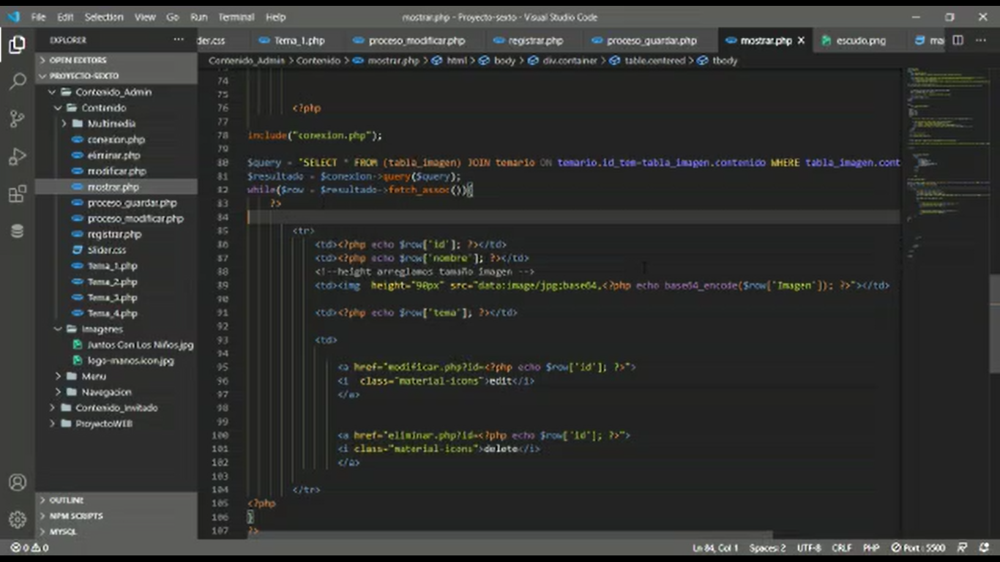 File Edit Selection View Go Run Terminal Help mostrar.php - Proyecto-sexto - Visual Studio Code
EXPLORER ···
der.css Tema_1.php proceso_modificar.php registrar.php proceso_guardar.php mostrar.php escudo.png ma
OPEN EDITORS
PROYECTO-SEXTO
Contenido_Admin
Contenido
Multimedia
conexion.php
eliminar.php
modificar.php
mostrar.php
proceso_guardar.php
proceso_modificar.php
registrar.php
Slider.css
Tema_1.php
Tema_2.php
Tema_3.php
Tema_4.php
Imagenes
Juntos Con Los Niños.jpg
logo-manos.icon.jpg
Menu
Navegacion
Contenido_Invitado
ProyectoWEB
OUTLINE
NPM SCRIPTS
MYSQL
Contenido_Admin > Contenido > mostrar.php > html > body > div.container > table.centered > tbody
74
75
76 <?php
77
78 include("conexion.php");
79
80 $query = "SELECT * FROM (tabla_imagen) JOIN temario ON temario.id_tem=tabla_imagen.contenido WHERE tabla_imagen.cont
81 $resultado = $conexion->query($query);
82 while($row = $resultado->fetch_assoc()){
83 ?>
84
85 <tr>
86 <td><?php echo $row['id']; ?></td>
87 <td><?php echo $row['nombre']; ?></td>
88 <!--height arreglamos tamaño imagen -->
89 <td><img height="90px" src="data:image/jpg;base64,<?php echo base64_encode($row['Imagen']); ?>"></td>
90
91 <td><?php echo $row['tema']; ?></td>
92
93 <td>
94
95 <a href="modificar.php?id=<?php echo $row['id']; ?>">
96 <i class="material-icons">edit</i>
97 </a>
98
99
100 <a href="eliminar.php?id=<?php echo $row['id']; ?>">
101 <i class="material-icons">delete</i>
102 </a>
103
104 </tr>
105 <?php
106 }
107 ?>
0 0 Ln 84, Col 1 Spaces: 2 UTF-8 CRLF PHP Port : 5500